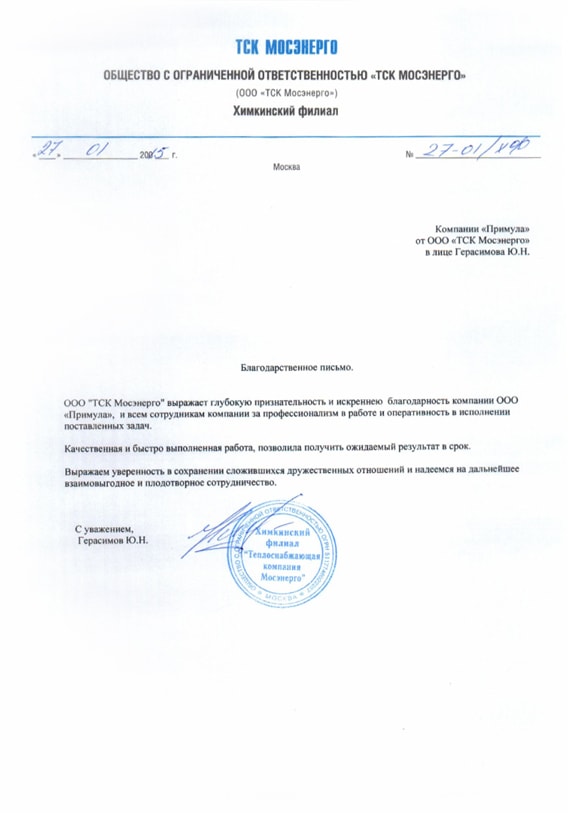 ТСК МОСЭНЕРГО
ОБЩЕСТВО С ОГРАНИЧЕННОЙ ОТВЕТСТВЕННОСТЬЮ «ТСК МОСЭНЕРГО»
(ООО «ТСК Мосэнерго»)
Химкинский филиал
«27» 01 2015 г.
№ 27-01/хф
Москва
Компании «Примула»
от ООО «ТСК Мосэнерго»
в лице Герасимова Ю.Н.
Благодарственное письмо.
ООО "ТСК Мосэнерго" выражает глубокую признательность и искреннею благодарность компании ООО
«Примула», и всем сотрудникам компании за профессионализм в работе и оперативность в исполнении
поставленных задач.
Качественная и быстро выполненная работа, позволила получить ожидаемый результат в срок.
Выражаем уверенность в сохранении сложившихся дружественных отношений и надеемся на дальнейшее
взаимовыгодное и плодотворное сотрудничество.
С уважением,
Герасимов Ю.Н.
ОБЩЕСТВО С ОГРАНИЧЕННОЙ ОТВЕТСТВЕННОСТЬЮ ОГРН
МОСКВА
Химкинский
филиал
"Теплоснабжающая
компания
Мосэнерго"